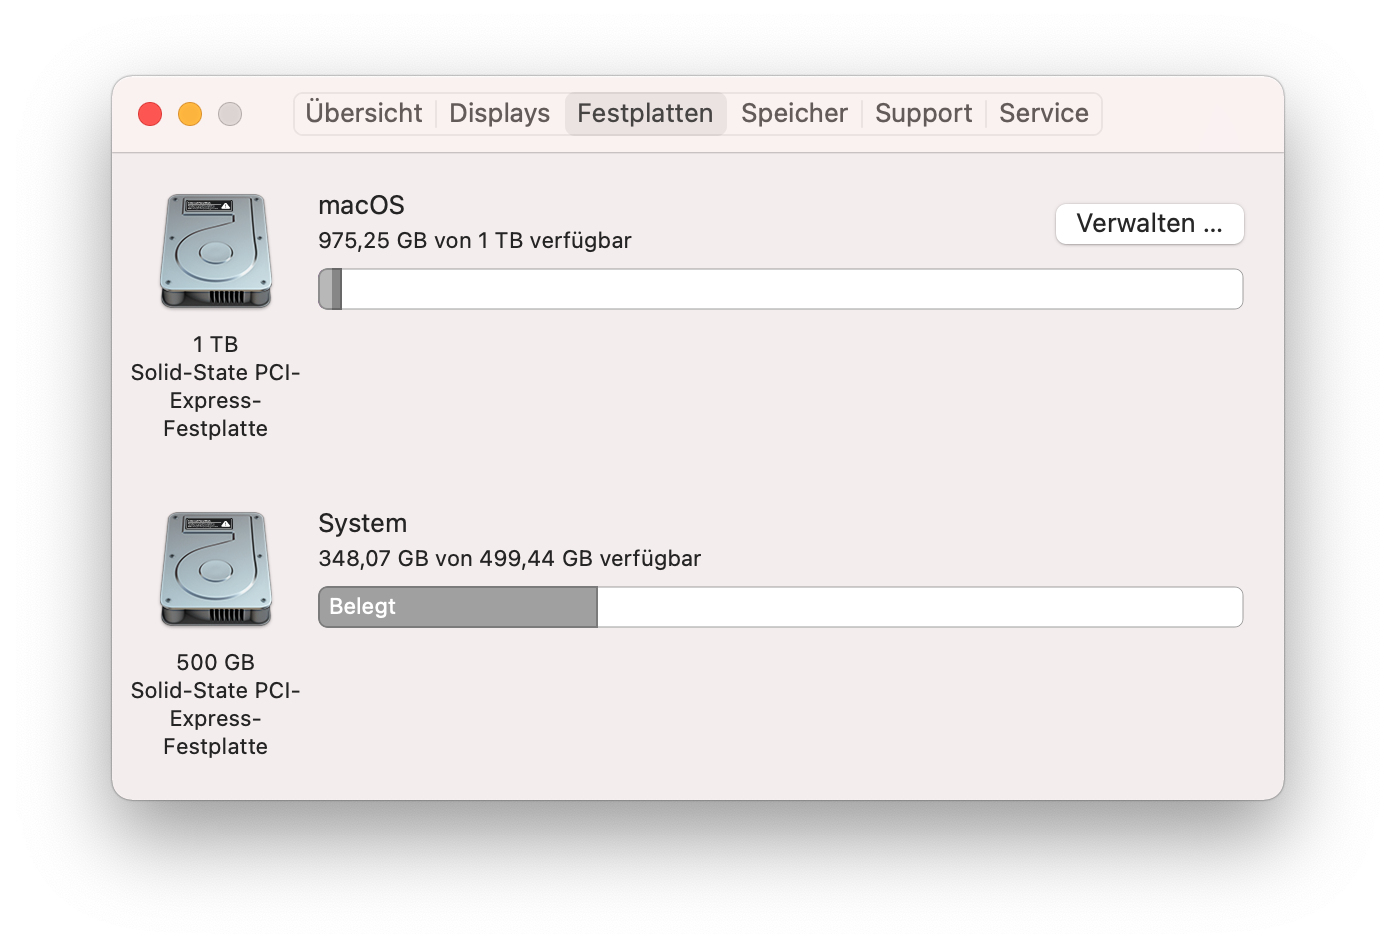 Übersicht Displays Festplatten Speicher Support Service
macOS
975,25 GB von 1 TB verfügbar
Verwalten ...
1 TB
Solid-State PCI-
Express-
Festplatte
System
348,07 GB von 499,44 GB verfügbar
Belegt
500 GB
Solid-State PCI-
Express-
Festplatte